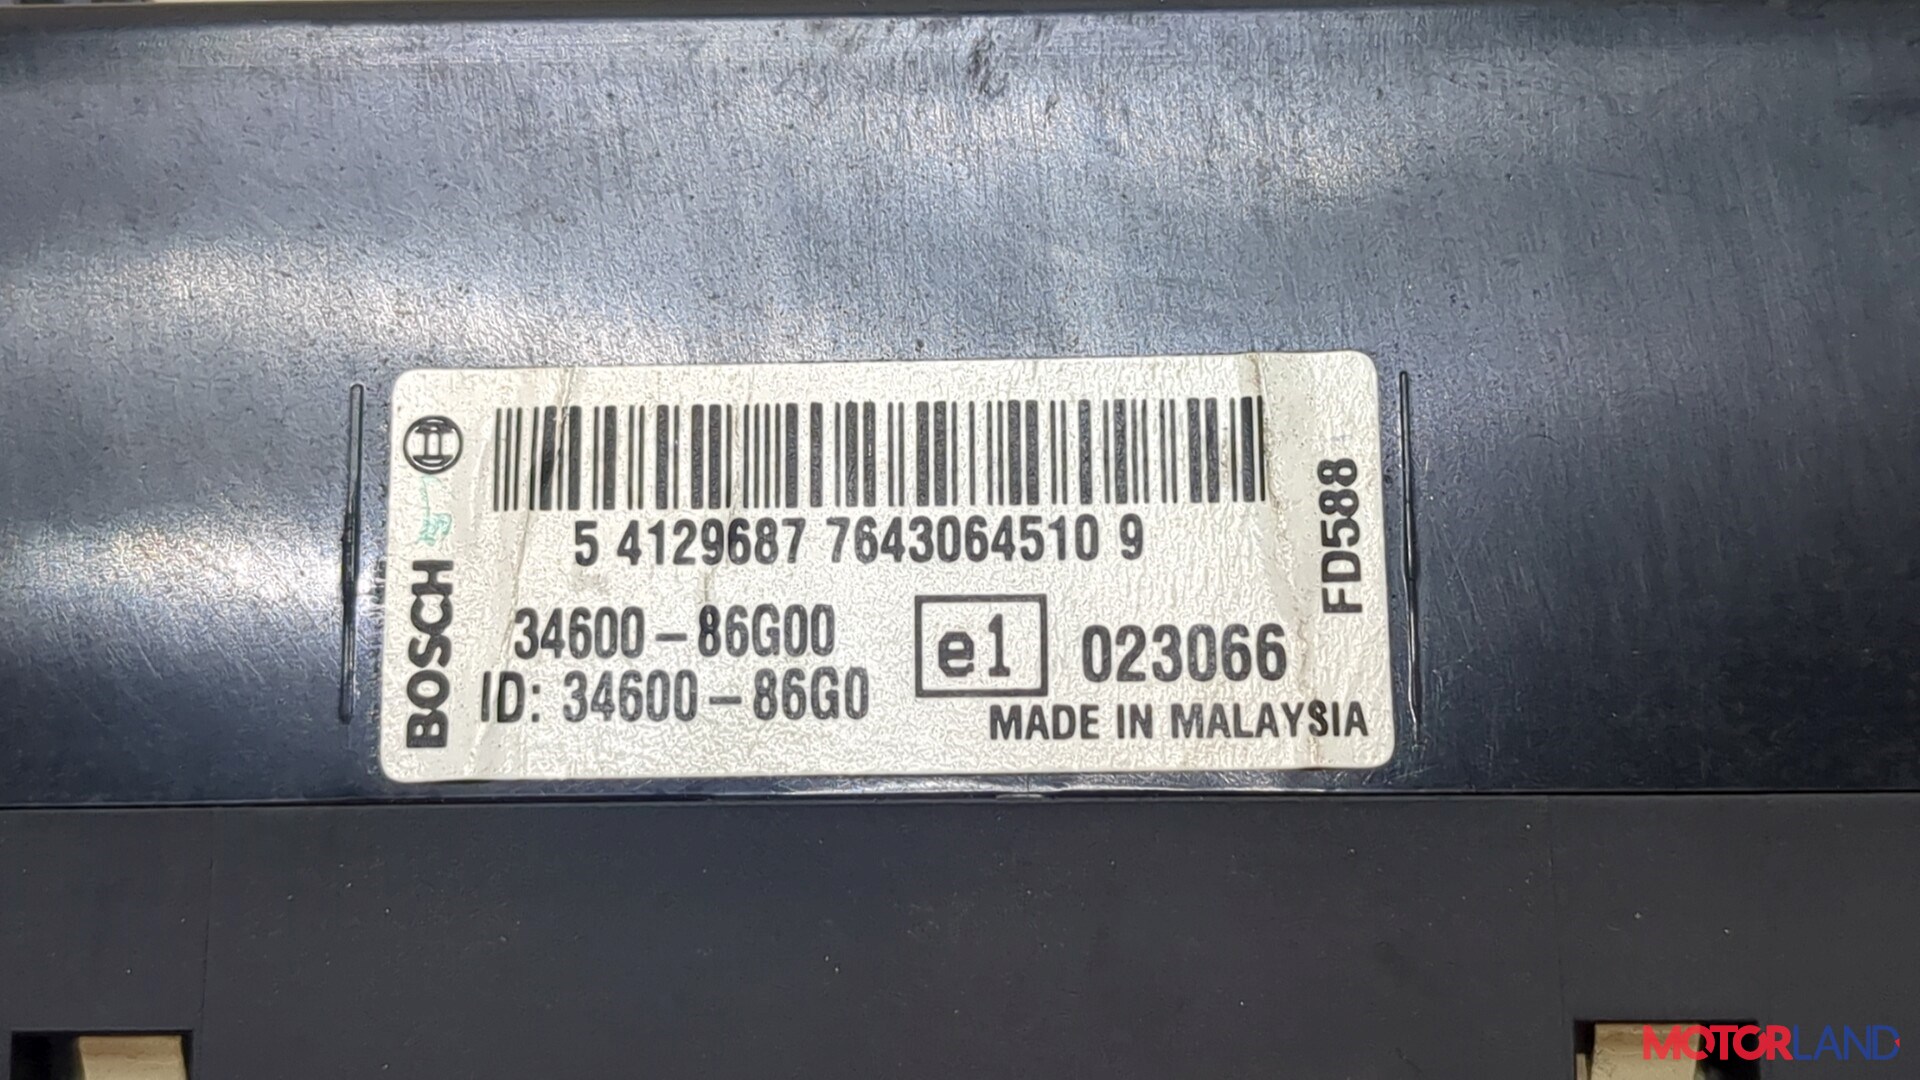 BOSCH
5 4129687 7643064510 9
34600-86G00
ID: 34600-86G0
e1 023066
MADE IN MALAYSIA
FD588
MOTORLAND